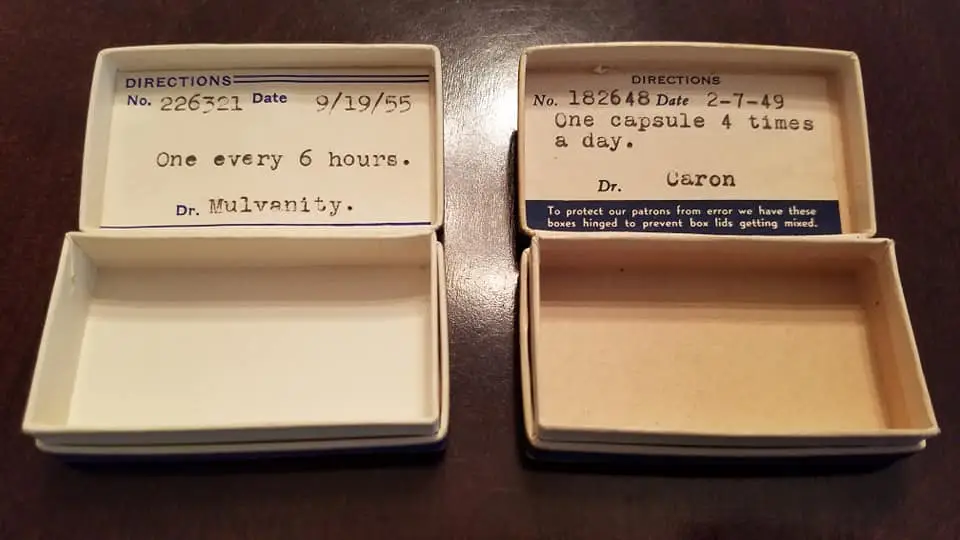 DIRECTIONS
No. 226321 Date 9/19/55
One every 6 hours.
Dr. Mulvanity.
DIRECTIONS
No. 182648 Date 2-7-49
One capsule 4 times
a day.
Dr. Caron
To protect our patrons from error we have these
boxes hinged to prevent box lids getting mixed.